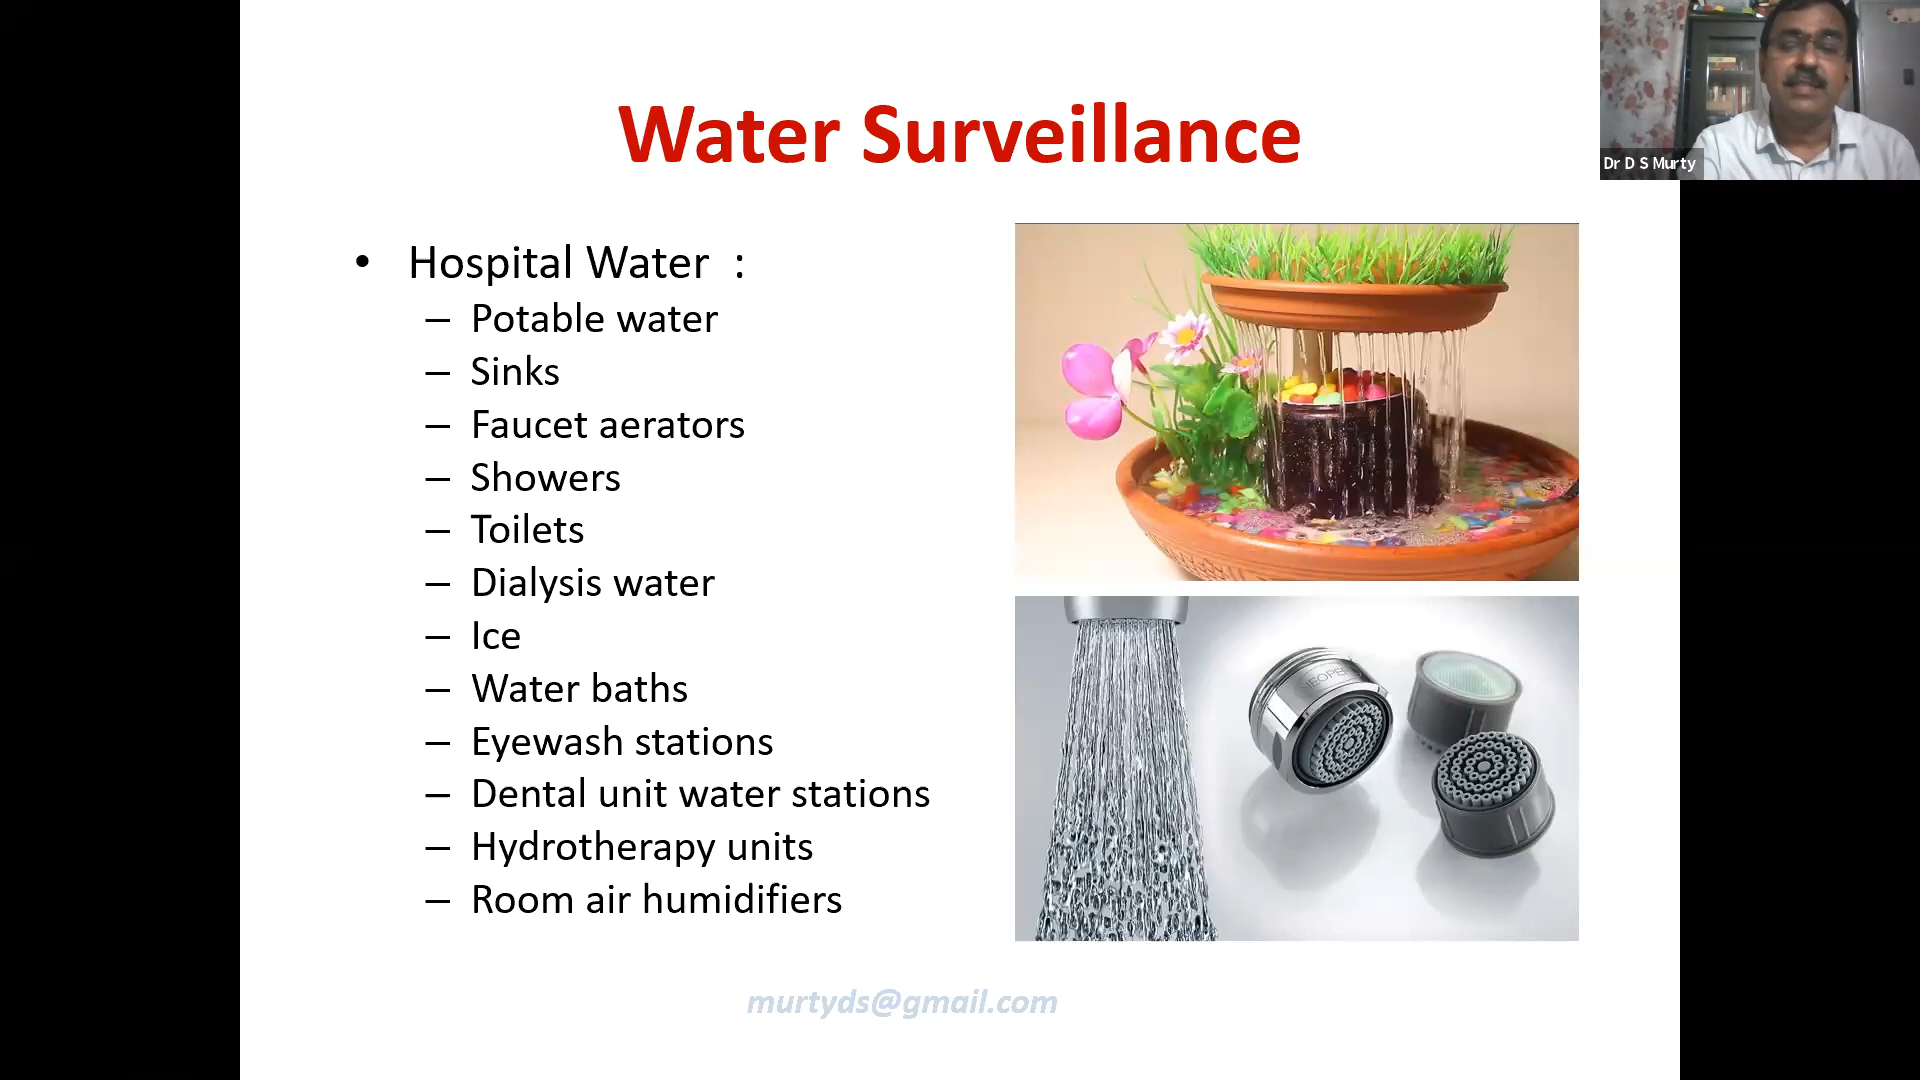 Water Surveillance
Dr D S Murty
• Hospital Water :
– Potable water
– Sinks
– Faucet aerators
– Showers
– Toilets
– Dialysis water
– Ice
– Water baths
– Eyewash stations
– Dental unit water stations
– Hydrotherapy units
– Room air humidifiers
murtyds@gmail.com